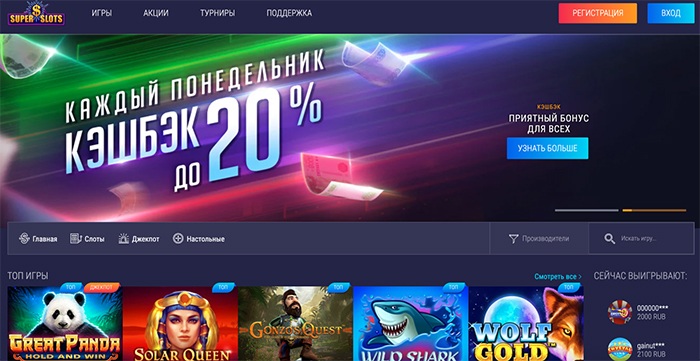 SUPER SLOTS
ИГРЫ
АКЦИИ
ТУРНИРЫ
ПОДДЕРЖКА
РЕГИСТРАЦИЯ
ВХОД
КАЖДЫЙ ПОНЕДЕЛЬНИК
КЭШБЭК
ДО 20%
КЭШБЭК
ПРИЯТНЫЙ БОНУС
ДЛЯ ВСЕХ
УЗНАТЬ БОЛЬШЕ
Главная
Слоты
Джекпот
Настольные
Производители
Искать игру...
ТОП ИГРЫ
Смотреть все >
СЕЙЧАС ВЫИГРЫВАЮТ:
ТОП
ДЖЕКПОТ
GREAT PANDA
HOLD AND WIN
ТОП
SOLAR QUEEN
ТОП
GONZO'S QUEST
ТОП
WILD SHARK
ТОП
WOLF
GOLD
000000***
2000 RUB
gainut***
2100 RUB